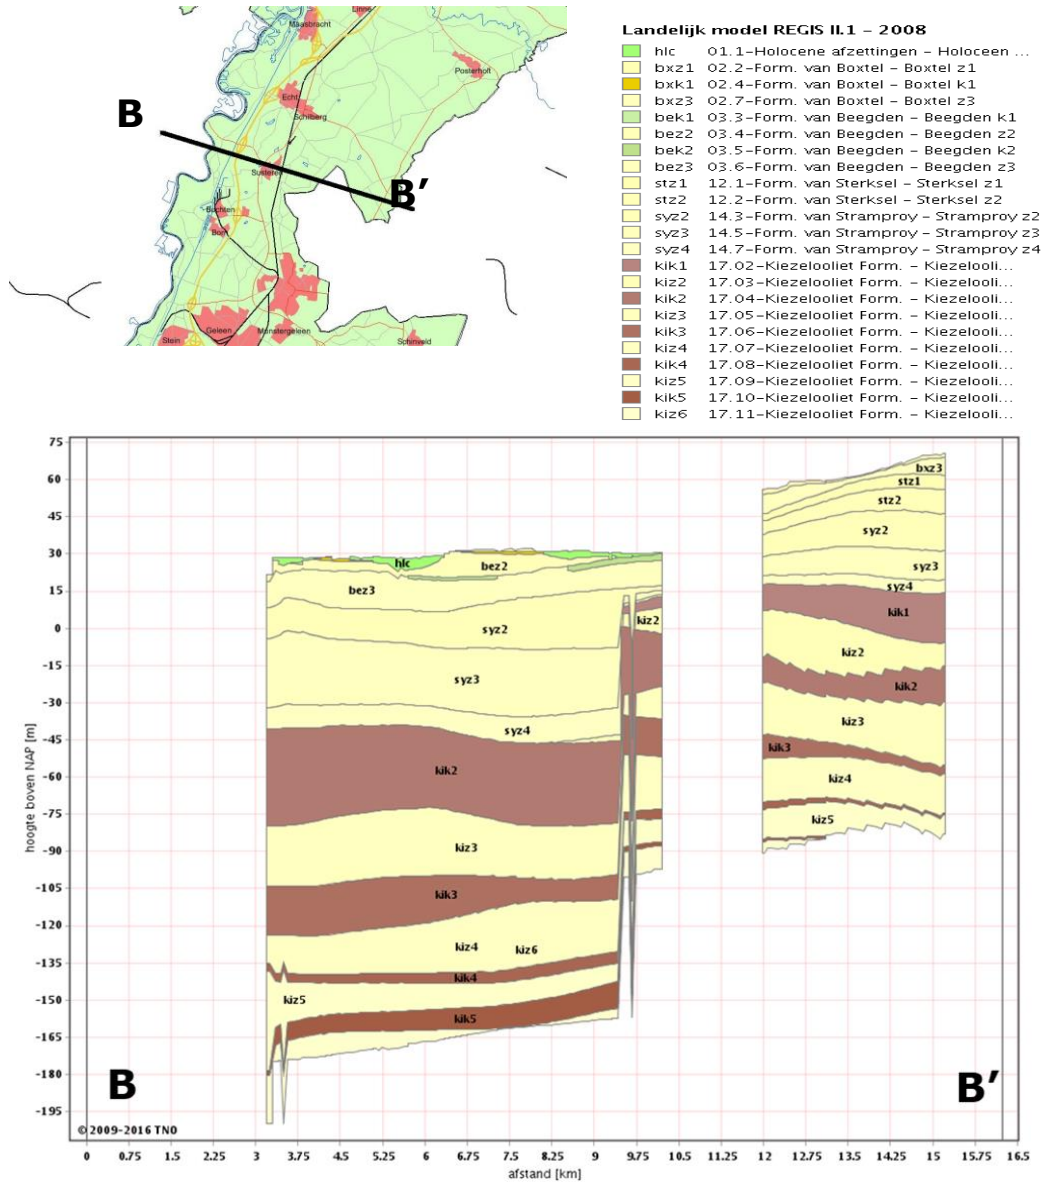 Maasbracht
Linne
Posterholt
Echt
Schilberg
B
Susteren
B'
Buchten
Born
Geleen
Munstergeleen
Stein
Schinveld
Landelijk model REGIS II.1 - 2008
hlc 01.1-Holocene afzettingen - Holoceen ...
bxz1 02.2-Form. van Boxtel - Boxtel z1
bxk1 02.4-Form. van Boxtel - Boxtel k1
bxz3 02.7-Form. van Boxtel - Boxtel z3
bek1 03.3-Form. van Beegden - Beegden k1
bez2 03.4-Form. van Beegden - Beegden z2
bek2 03.5-Form. van Beegden - Beegden k2
bez3 03.6-Form. van Beegden - Beegden z3
stz1 12.1-Form. van Sterksel - Sterksel z1
stz2 12.2-Form. van Sterksel - Sterksel z2
syz2 14.3-Form. van Stramproy - Stramproy z2
syz3 14.5-Form. van Stramproy - Stramproy z3
syz4 14.7-Form. van Stramproy - Stramproy z4
kik1 17.02-Kiezelooliet Form. - Kiezelooli...
kiz2 17.03-Kiezelooliet Form. - Kiezelooli...
kik2 17.04-Kiezelooliet Form. - Kiezelooli...
kiz3 17.05-Kiezelooliet Form. - Kiezelooli...
kik3 17.06-Kiezelooliet Form. - Kiezelooli...
kiz4 17.07-Kiezelooliet Form. - Kiezelooli...
kik4 17.08-Kiezelooliet Form. - Kiezelooli...
kiz5 17.09-Kiezelooliet Form. - Kiezelooli...
kik5 17.10-Kiezelooliet Form. - Kiezelooli...
kiz6 17.11-Kiezelooliet Form. - Kiezelooli...
hoogte boven NAP [m]
75
60
45
30
15
0
-15
-30
-45
-60
-75
-90
-105
-120
-135
-150
-165
-180
-195
hlc
bez2
bez3
syz2
syz3
syz4
kik2
kiz3
kik3
kiz4
kiz6
kik4
kiz5
kik5
kiz2
bxz3
stz1
stz2
syz2
syz3
syz4
kik1
kiz2
kik2
kiz3
kik3
kiz4
kiz5
B
B'
©2009-2016 TNO
0 0.75 1.5 2.25 3 3.75 4.5 5.25 6 6.75 7.5 8.25 9 9.75 10.5 11.25 12 12.75 13.5 14.25 15 15.75 16.5
afstand [km]